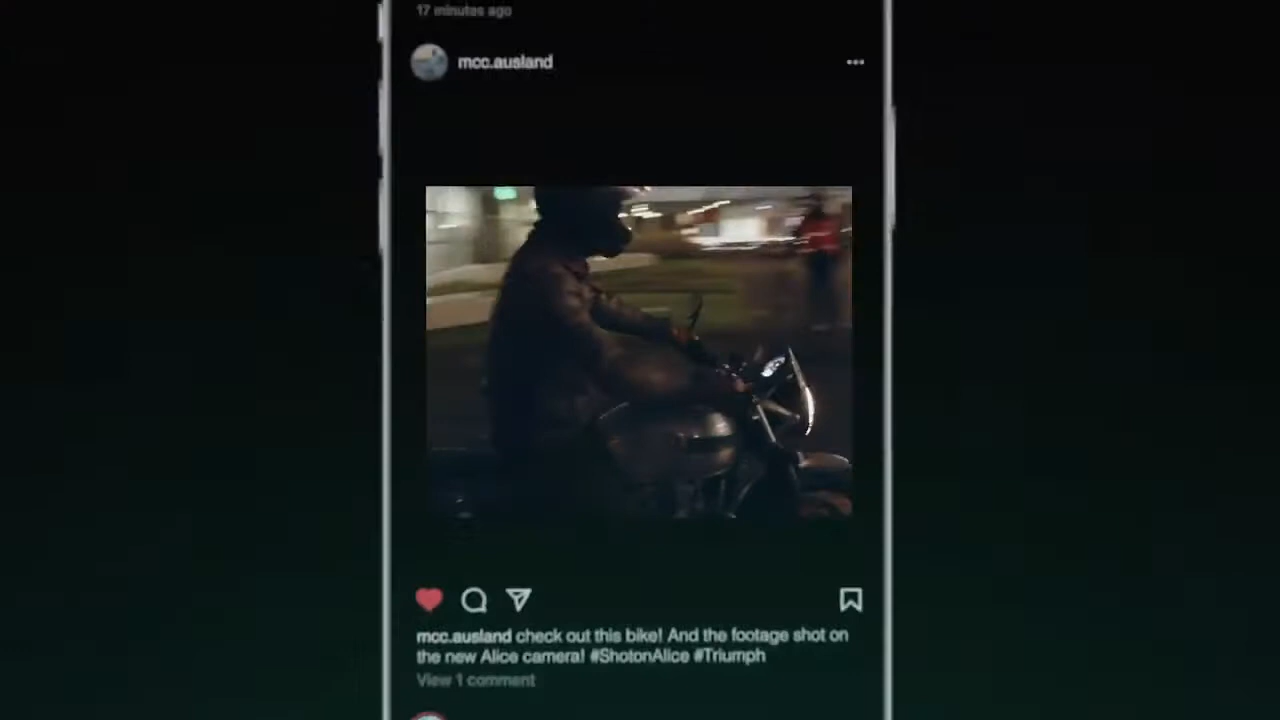 17 minutes ago
mcc.ausland
mcc.ausland check out this bike! And the footage shot on
the new Alice camera! #ShotonAlice #Triumph
View 1 comment